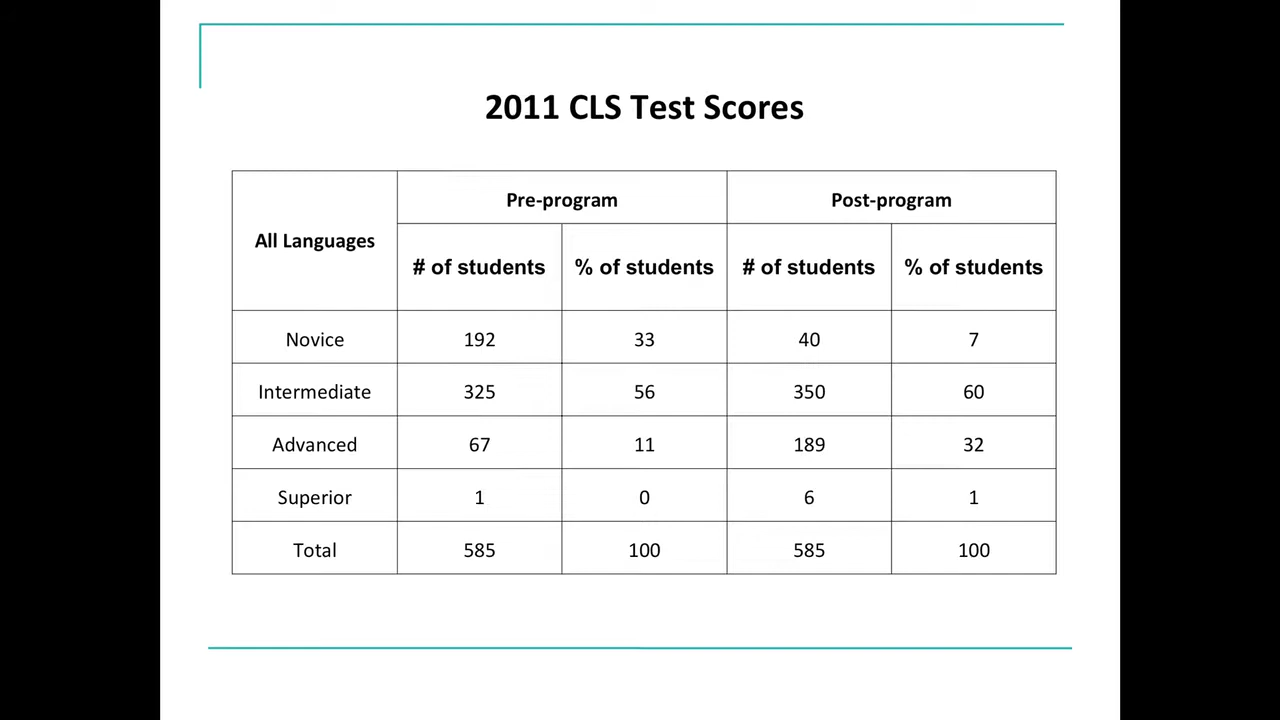 2011 CLS Test Scores
All Languages Pre-program Post-program
# of students % of students # of students % of students
Novice 192 33 40 7
Intermediate 325 56 350 60
Advanced 67 11 189 32
Superior 1 0 6 1
Total 585 100 585 100